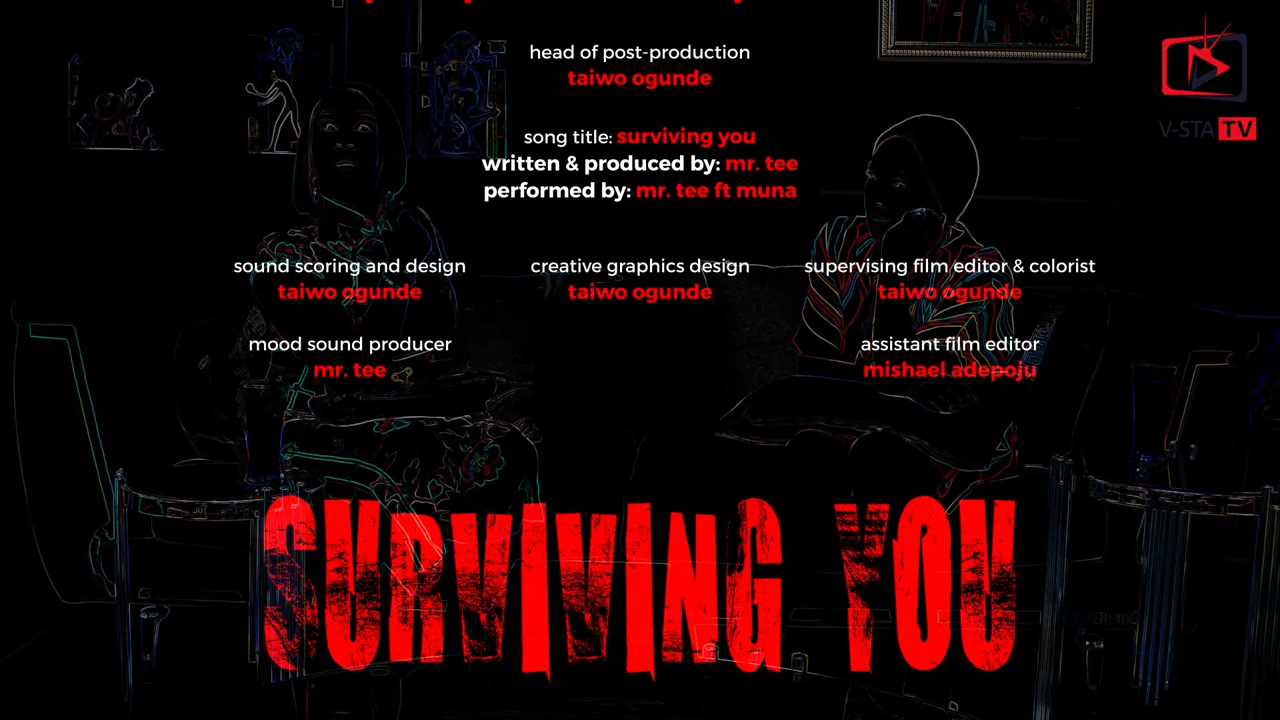 head of post-production
taiwo ogunde
V-STA TV
song title: surviving you
written & produced by: mr. tee
performed by: mr. tee ft muna
sound scoring and design
taiwo ogunde
creative graphics design
taiwo ogunde
supervising film editor & colorist
taiwo ogunde
mood sound producer
mr. tee
assistant film editor
mishael adepoju
SURVIVING YOU